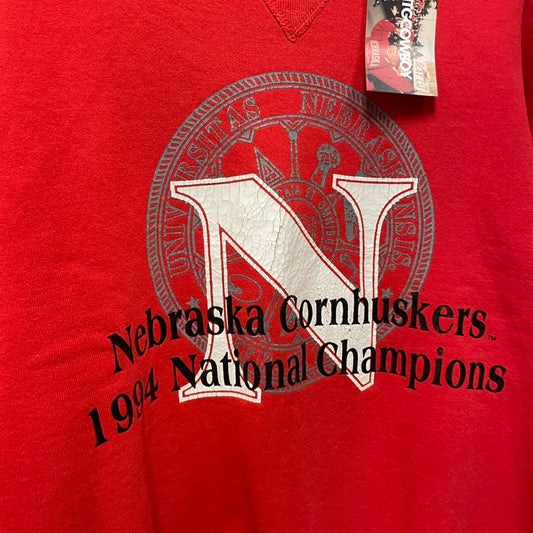 UNIVERSITAS NEBRASKENSIS
N
Nebraska Cornhuskers™
1994 National Champions